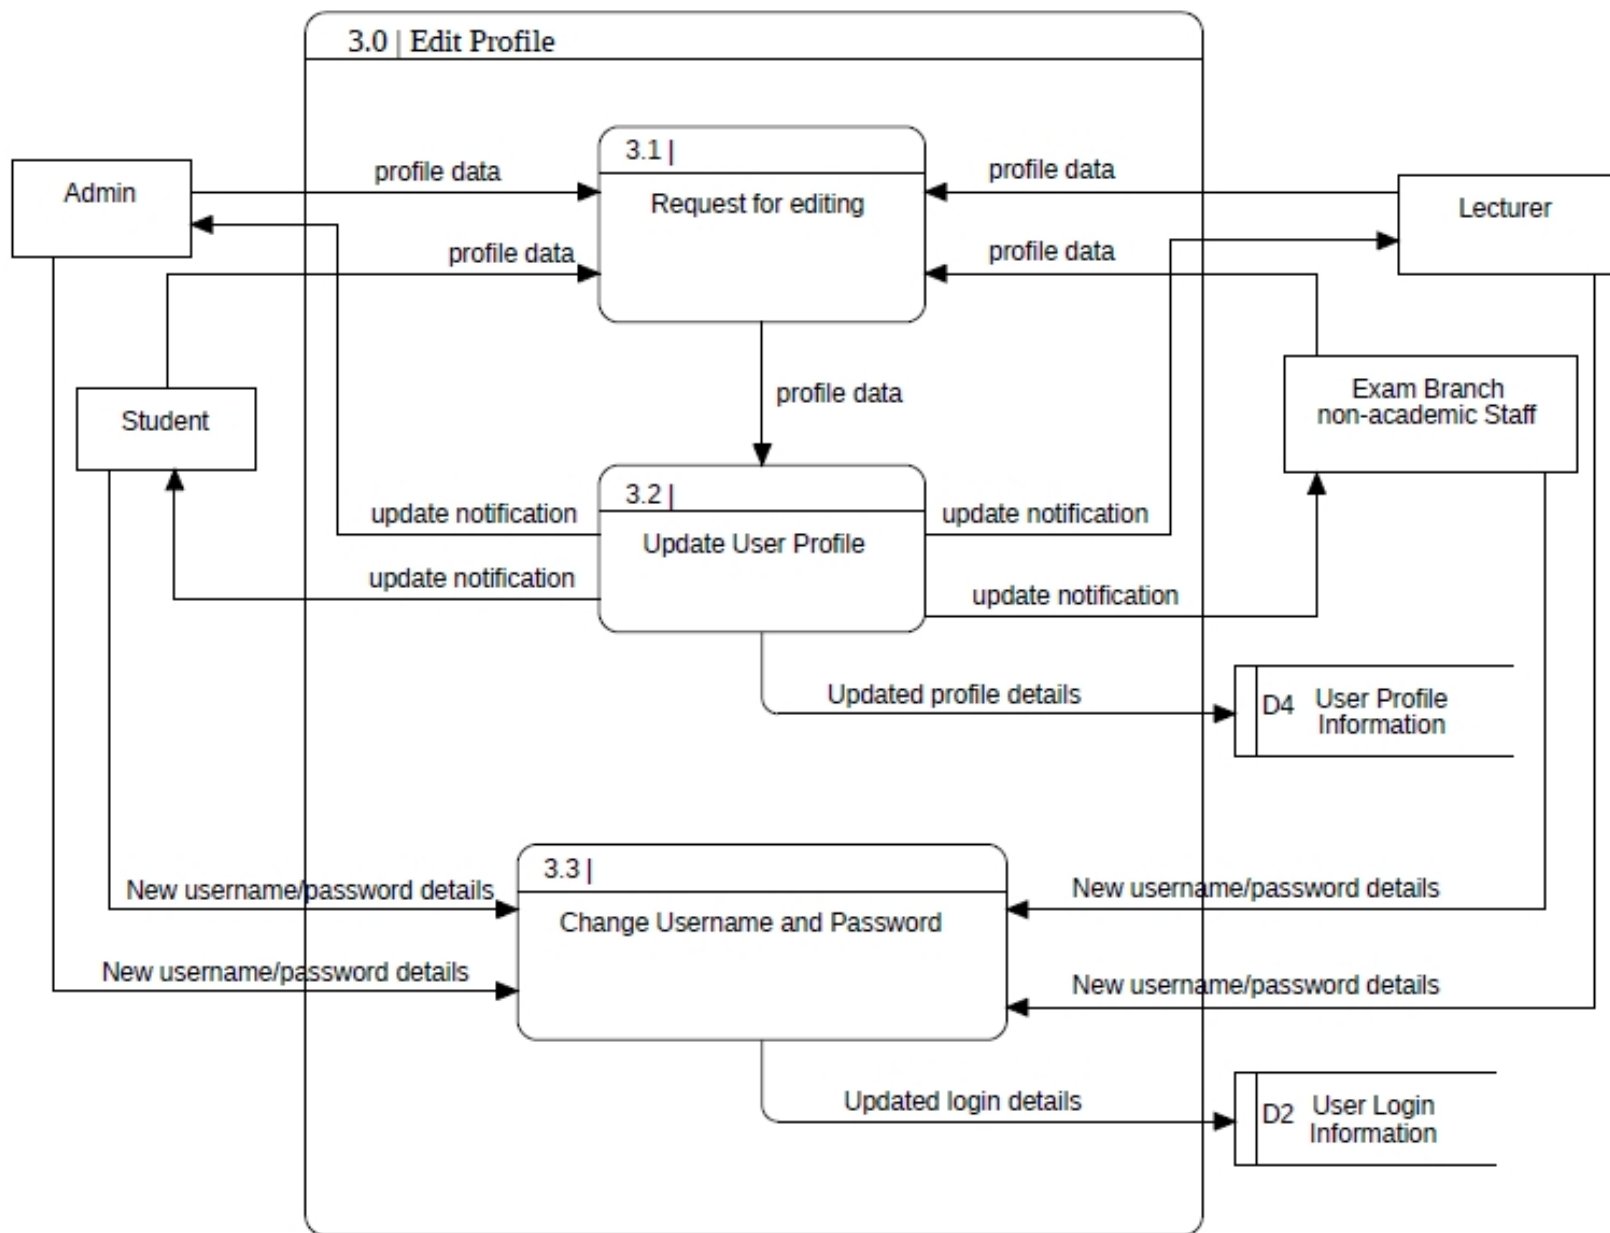 3.0 | Edit Profile
3.1 |
Request for editing
profile data
profile data
Admin
Lecturer
profile data
profile data
profile data
Student
Exam Branch
non-academic Staff
3.2 |
Update User Profile
update notification
update notification
update notification
update notification
Updated profile details
D4
User Profile
Information
3.3 |
Change Username and Password
New username/password details
New username/password details
New username/password details
New username/password details
Updated login details
D2
User Login
Information